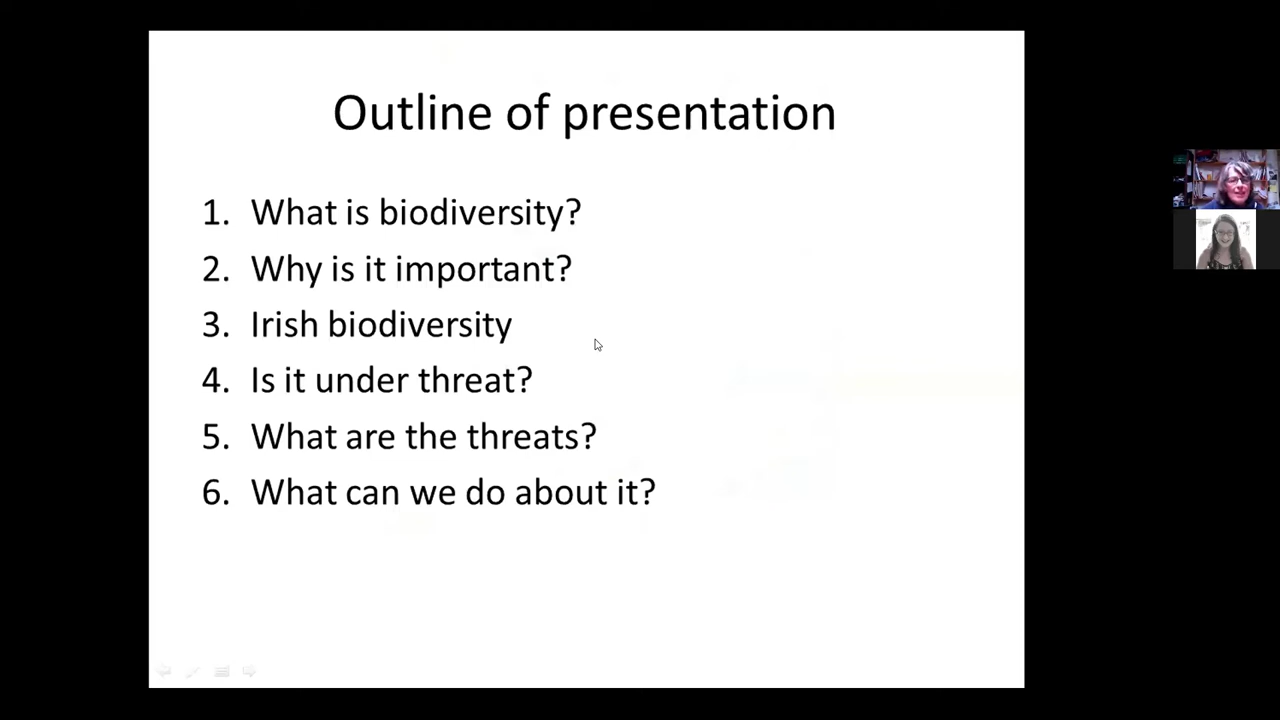 Outline of presentation
1. What is biodiversity?
2. Why is it important?
3. Irish biodiversity
4. Is it under threat?
5. What are the threats?
6. What can we do about it?